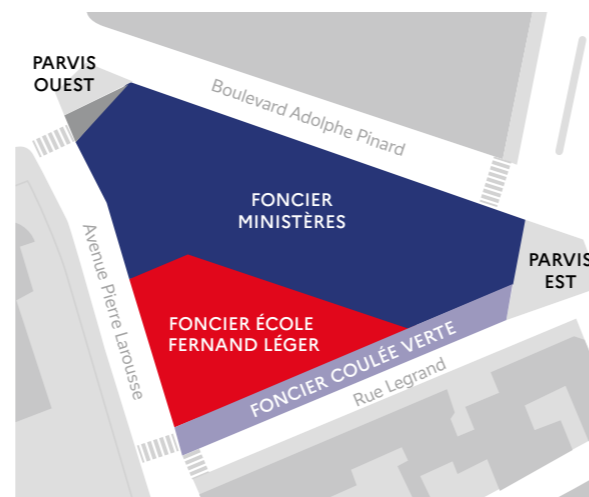 PARVIS
OUEST
Boulevard Adolphe Pinard
FONCIER
MINISTÈRES
PARVIS
EST
Avenue Pierre Larousse
FONCIER ÉCOLE
FERNAND LÉGER
FONCIER COULÉE VERTE
Rue Legrand